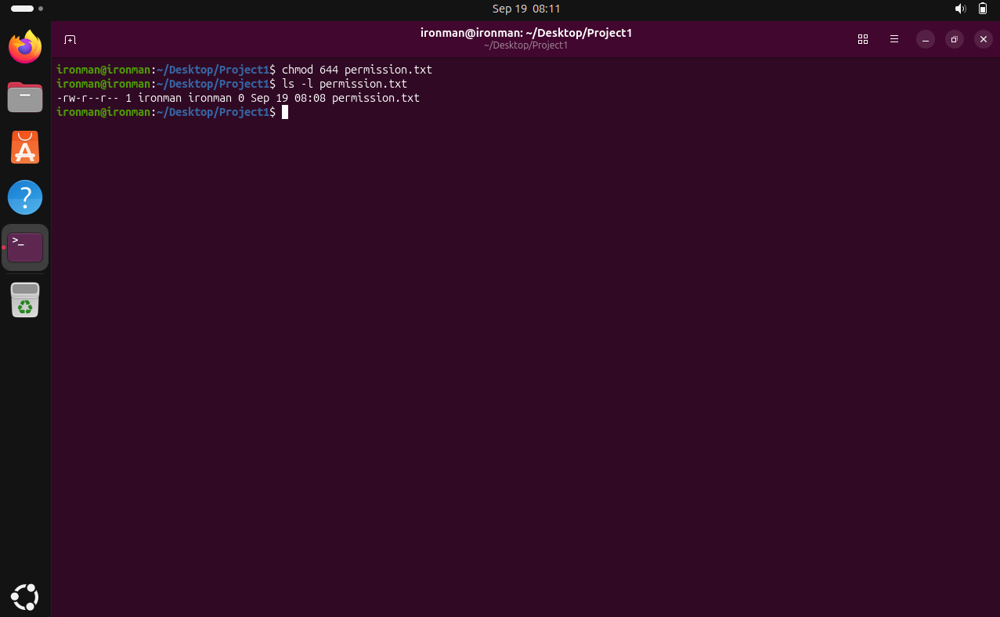 Sep 19 08:11
ironman@ironman: ~/Desktop/Project1
~/Desktop/Project1
ironman@ironman:~/Desktop/Project1$ chmod 644 permission.txt
ironman@ironman:~/Desktop/Project1$ ls -l permission.txt
-rw-r--r-- 1 ironman ironman 0 Sep 19 08:08 permission.txt
ironman@ironman:~/Desktop/Project1$